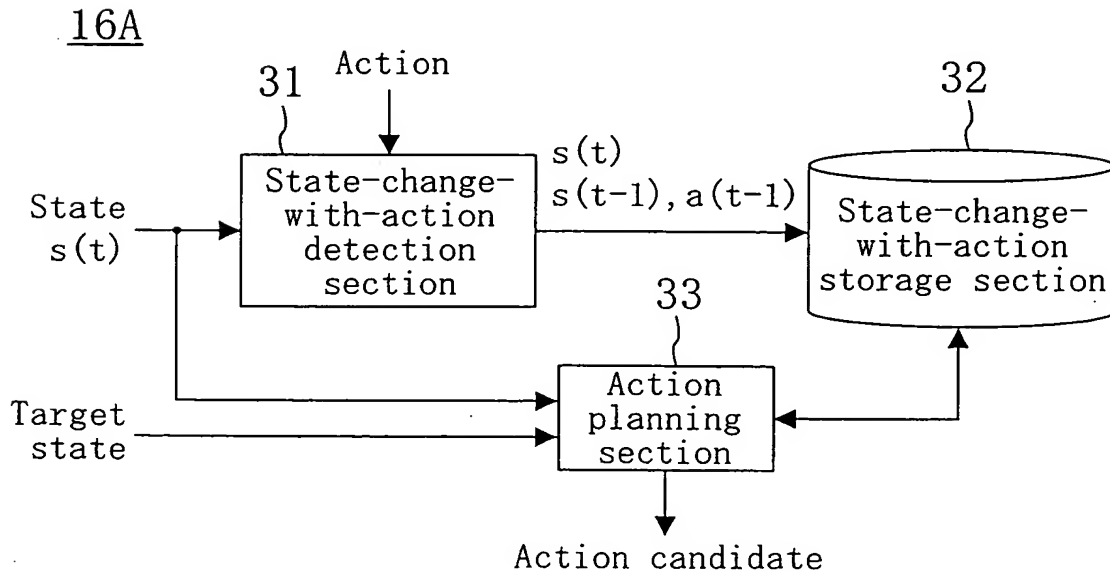 16A
31
Action
32
State-change-
with-action
detection
section
s(t)
s(t-1), a(t-1)
State-change-
with-action
storage section
State
s(t)
33
Action
planning
section
Target
state
Action candidate